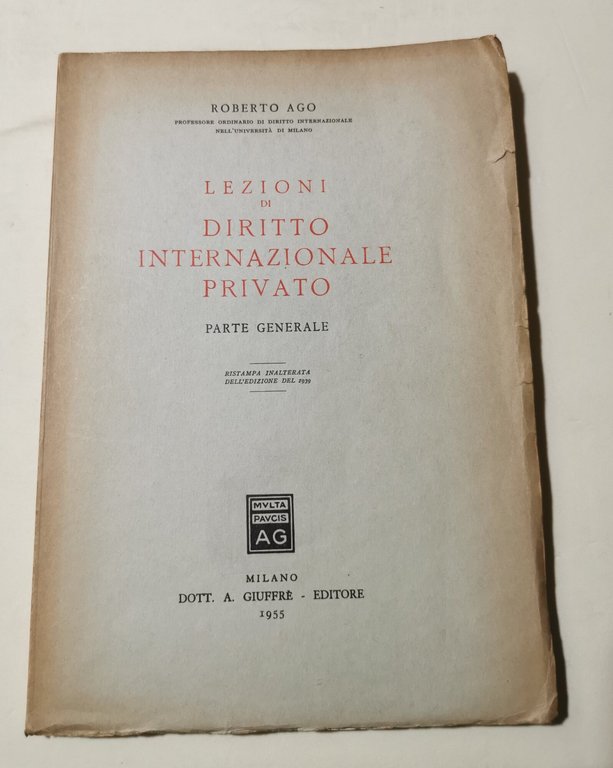 ROBERTO AGO
PROFESSORE ORDINARIO DI DIRITTO INTERNAZIONALE
NELL'UNIVERSITÀ DI MILANO
LEZIONI
DI
DIRITTO
INTERNAZIONALE
PRIVATO
PARTE GENERALE
RISTAMPA INALTERATA
DELL'EDIZIONE DEL 1939
MVLTA
PAVCIS
AG
MILANO
DOTT. A. GIUFFRÈ - EDITORE
1955